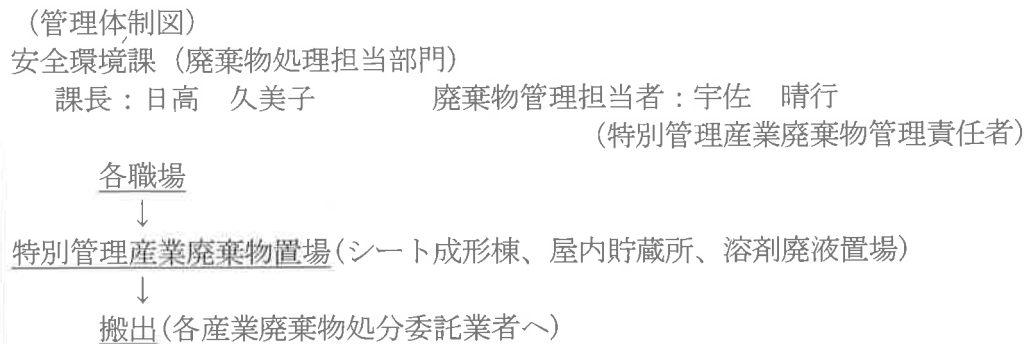 （管理体制図）
安全環境課（廃棄物処理担当部門）
課長：日高　久美子　　廃棄物管理担当者：宇佐　晴行
（特別管理産業廃棄物管理責任者）
各職場
↓
特別管理産業廃棄物置場(シート成形棟、屋内貯蔵所、溶剤廃液置場)
↓
搬出(各産業廃棄物処分委託業者へ)